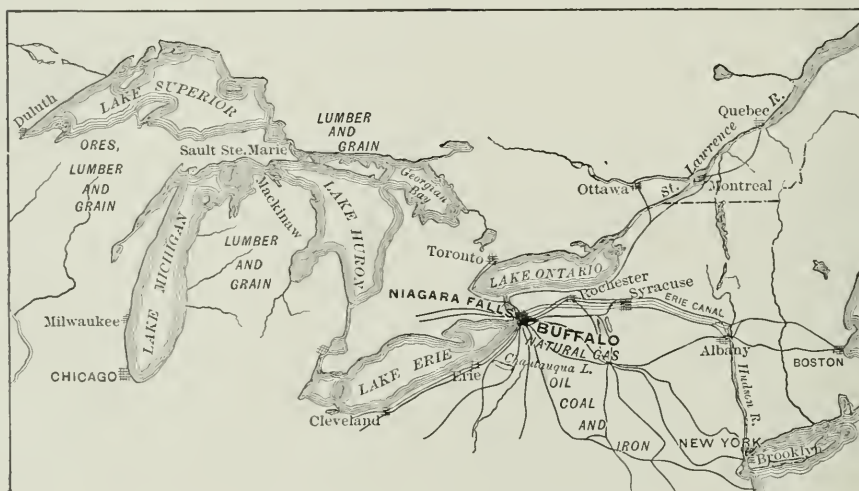 Duluth
LAKE SUPERIOR
ORES,
LUMBER
AND
GRAIN
Sault Ste. Marie
LUMBER
AND
GRAIN
Georgian
Bay
Mackinaw
LAKE HURON
LAKE MICHIGAN
LUMBER
AND
GRAIN
Milwaukee
CHICAGO
Quebec
St. Lawrence R.
Ottawa
Montreal
Toronto
LAKE ONTARIO
NIAGARA FALLS
Rochester
Syracuse
ERIE CANAL
BUFFALO
NATURAL GAS
LAKE ERIE
Erie
Chautauqua L.
OIL
COAL
AND
IRON
Cleveland
Albany
BOSTON
Hudson R.
NEW YORK
Brooklyn